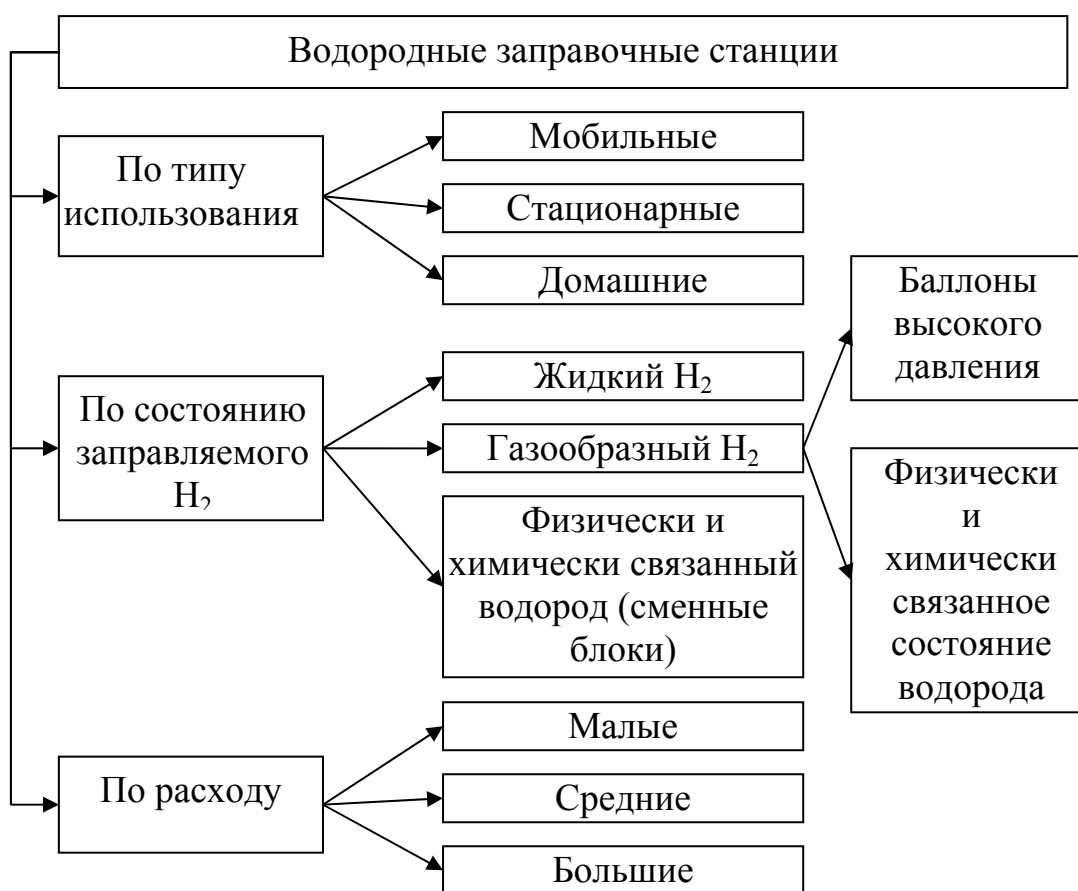 Водородные заправочные станции
По типу
использования
Мобильные
Стационарные
Домашние
По состоянию
заправляемого
H₂
Жидкий H₂
Газообразный H₂
Физически и
химически связанный
водород (сменные
блоки)
Баллоны
высокого
давления
Физически
и
химически
связанное
состояние
водорода
По расходу
Малые
Средние
Большие